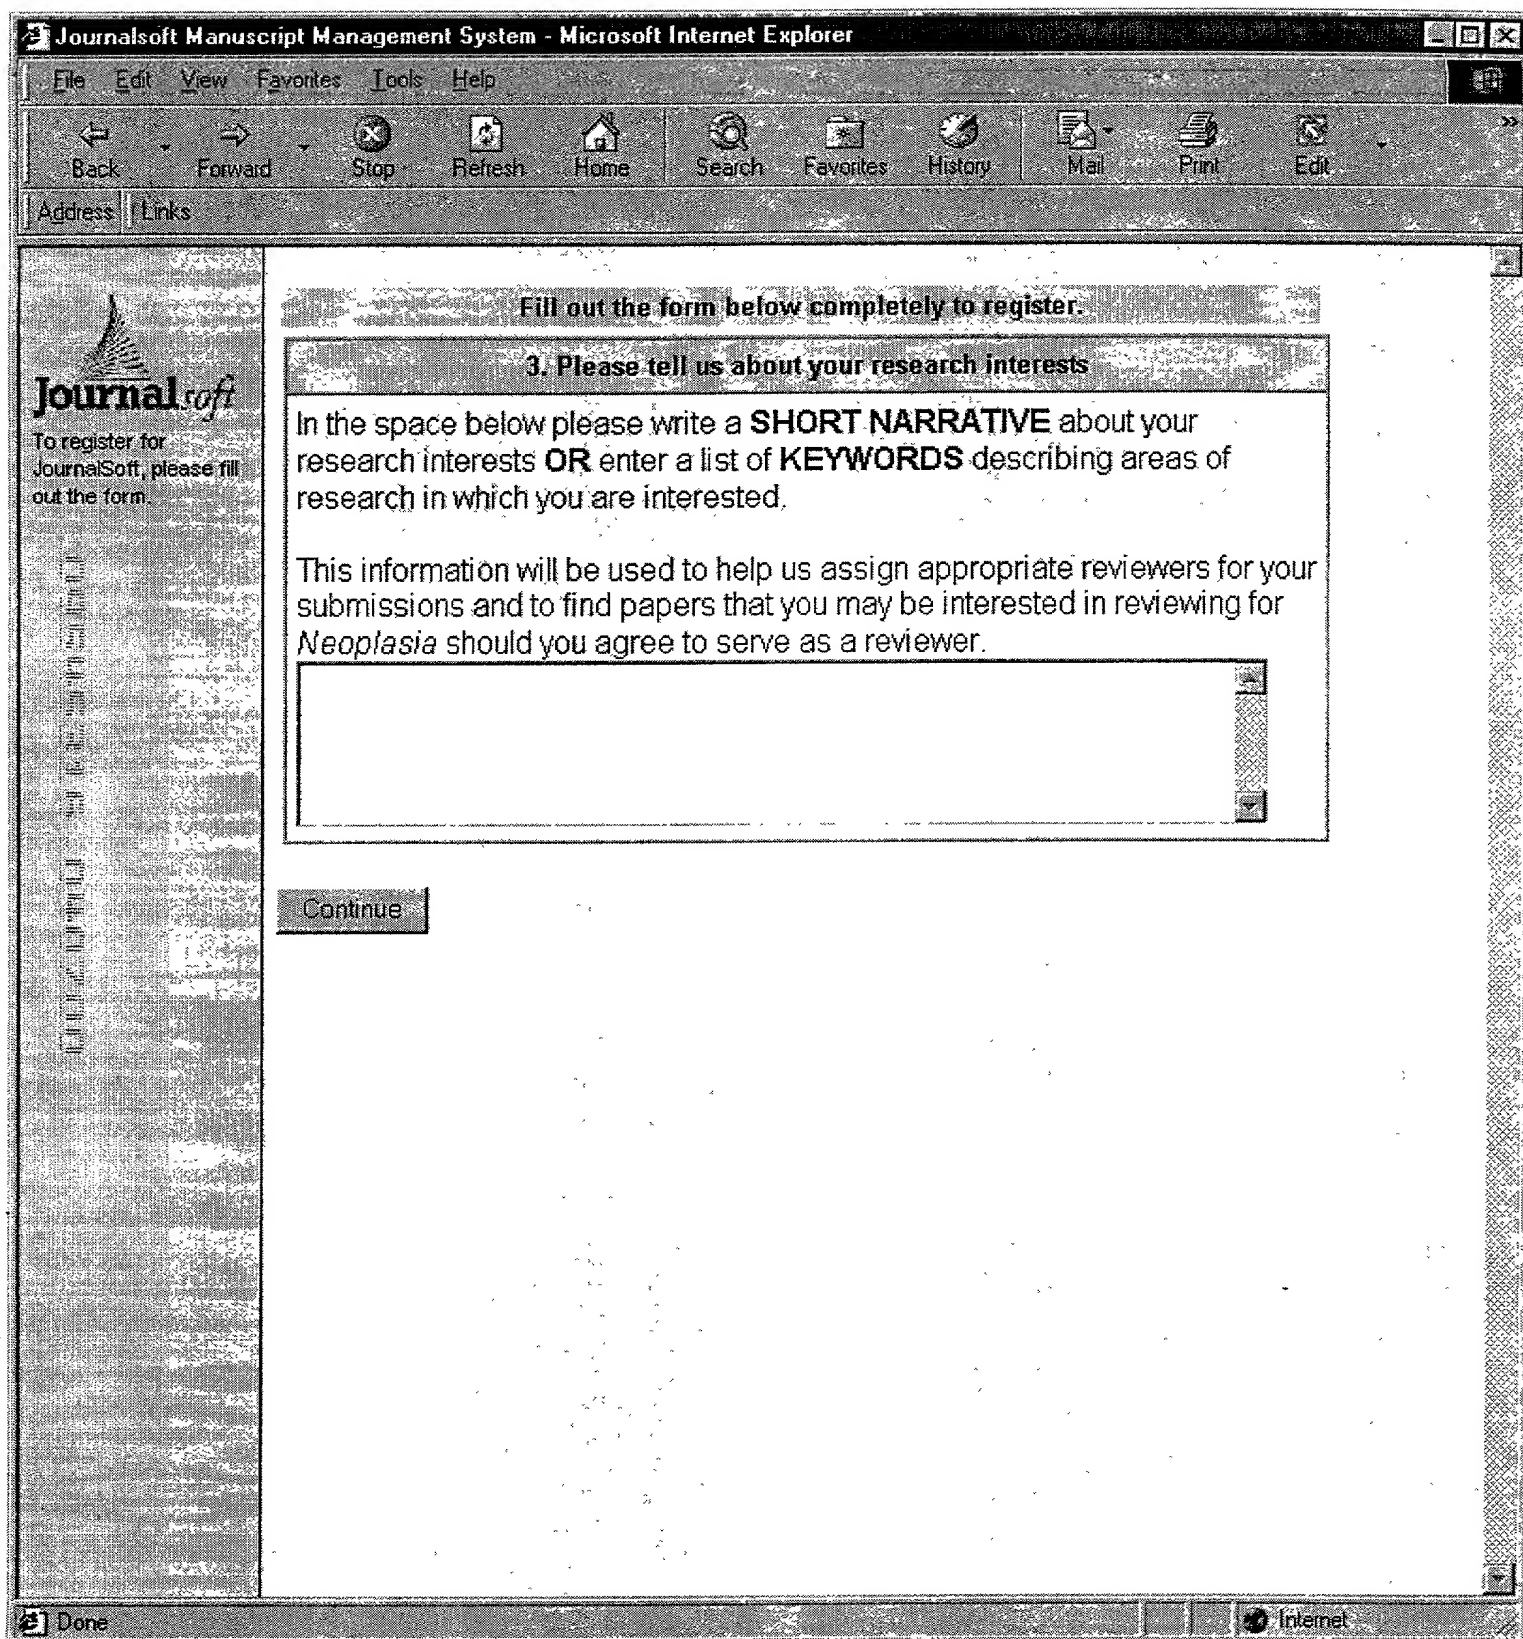 Journalsoft Manuscript Management System - Microsoft Internet Explorer
File Edit View Favorites Tools Help
Back Forward Stop Refresh Home Search Favorites History Mail Print Edit »
Address Links
Journalsoft
To register for
JournalSoft, please fill
out the form.
Fill out the form below completely to register.
3. Please tell us about your research interests
In the space below please write a SHORT NARRATIVE about your
research interests OR enter a list of KEYWORDS describing areas of
research in which you are interested.
This information will be used to help us assign appropriate reviewers for your
submissions and to find papers that you may be interested in reviewing for
Neoplasia should you agree to serve as a reviewer.
Continue
Done Internet